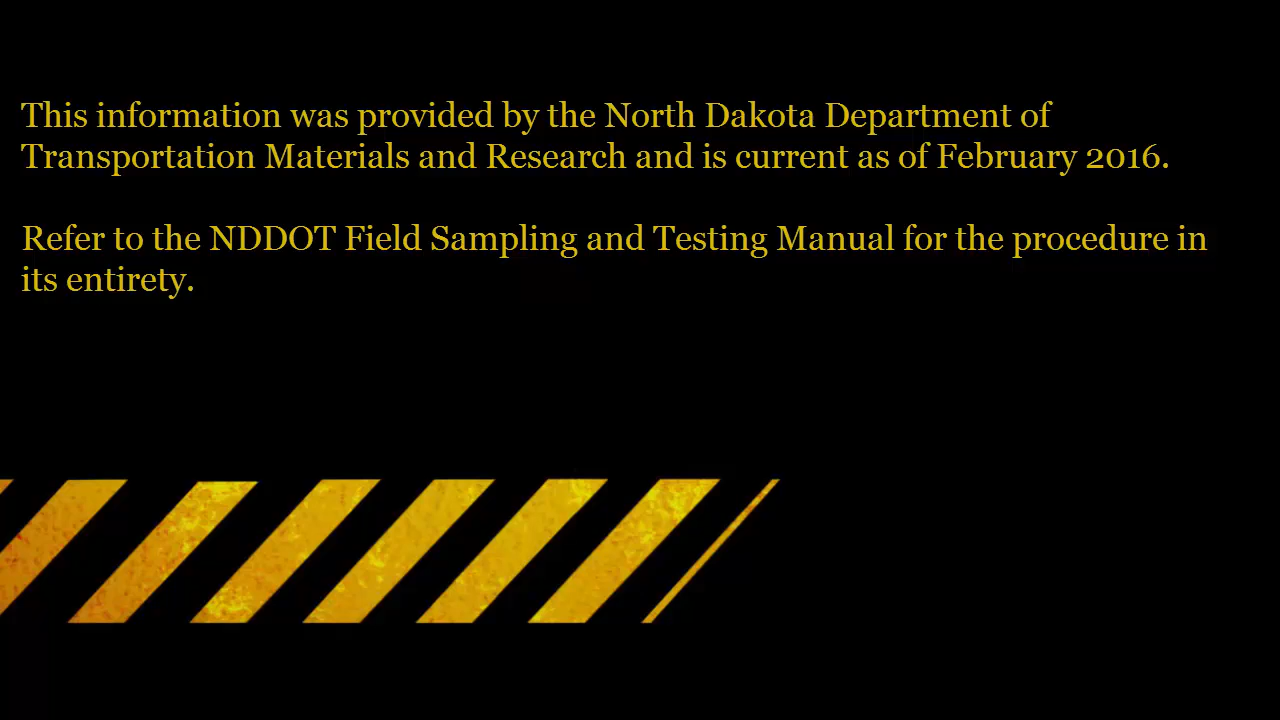 This information was provided by the North Dakota Department of
Transportation Materials and Research and is current as of February 2016.
Refer to the NDDOT Field Sampling and Testing Manual for the procedure in
its entirety.